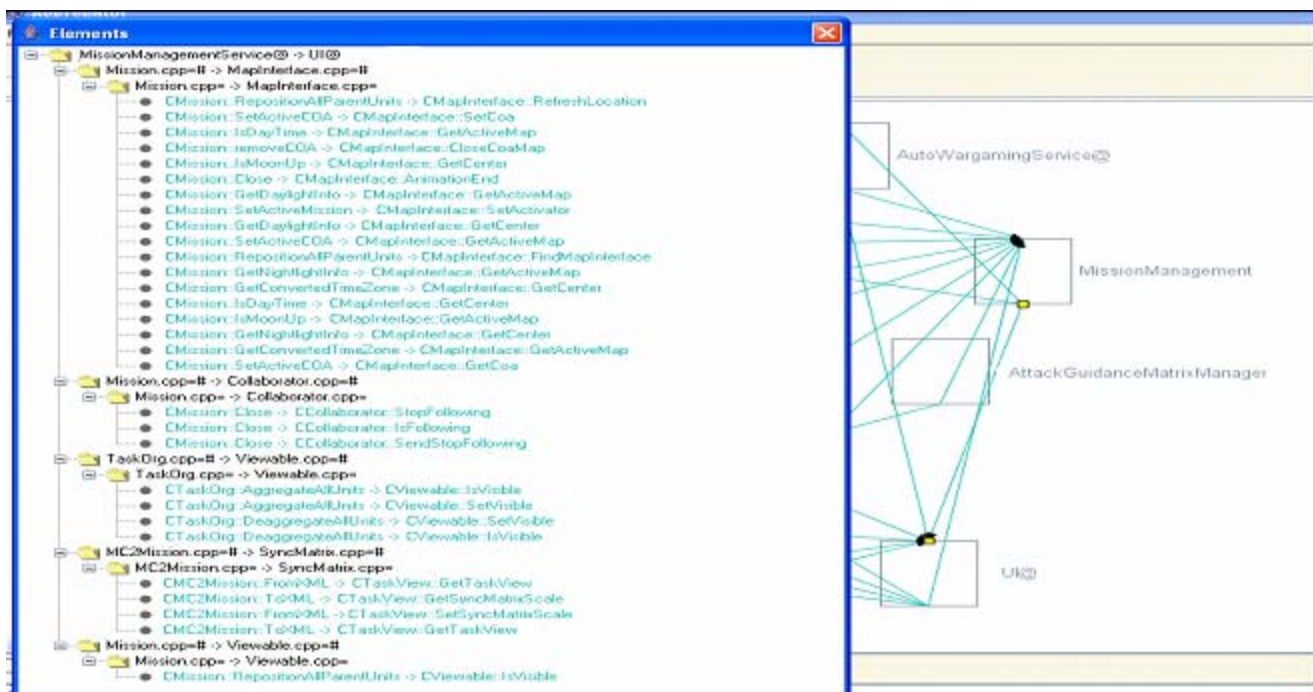 Elements
MissionManagementService@ -> UI@
Mission.cpp=# -> MapInterface.cpp=#
Mission.cpp= -> MapInterface.cpp=
CMission::RepositionAllParentUnits -> CMapInterface::RefreshLocation
CMission::SetActiveCOA -> CMapInterface::SetCoa
CMission::IsDayTime -> CMapInterface::GetActiveMap
CMission::removeCOA -> CMapInterface::CloseCoaMap
CMission::IsMoonUp -> CMapInterface::GetCenter
CMission::Close -> CMapInterface::AnimationEnd
CMission::GetDaylightInfo -> CMapInterface::GetActiveMap
CMission::SetActiveMission -> CMapInterface::SetActivator
CMission::GetDaylightInfo -> CMapInterface::GetCenter
CMission::SetActiveCOA -> CMapInterface::GetActiveMap
CMission::RepositionAllParentUnits -> CMapInterface::FindMapInterface
CMission::GetNightlightInfo -> CMapInterface::GetActiveMap
CMission::GetConvertedTimeZone -> CMapInterface::GetCenter
CMission::IsDayTime -> CMapInterface::GetCenter
CMission::IsMoonUp -> CMapInterface::GetActiveMap
CMission::GetNightlightInfo -> CMapInterface::GetCenter
CMission::GetConvertedTimeZone -> CMapInterface::GetActiveMap
CMission::SetActiveCOA -> CMapInterface::GetCoa
Mission.cpp=# -> Collaborator.cpp=#
Mission.cpp= -> Collaborator.cpp=
CMission::Close -> CCollaborator::StopFollowing
CMission::Close -> CCollaborator::IsFollowing
CMission::Close -> CCollaborator::SendStopFollowing
TaskOrg.cpp=# -> Viewable.cpp=#
TaskOrg.cpp= -> Viewable.cpp=
CTaskOrg::AggregateAllUnits -> CViewable::IsVisible
CTaskOrg::AggregateAllUnits -> CViewable::SetVisible
CTaskOrg::DeaggregateAllUnits -> CViewable::SetVisible
CTaskOrg::DeaggregateAllUnits -> CViewable::IsVisible
MC2Mission.cpp=# -> SyncMatrix.cpp=#
MC2Mission.cpp= -> SyncMatrix.cpp=
CMC2Mission::FromXML -> CTaskView::GetTaskView
CMC2Mission::ToXML -> CTaskView::GetSyncMatrixScale
CMC2Mission::FromXML -> CTaskView::SetSyncMatrixScale
CMC2Mission::ToXML -> CTaskView::GetTaskView
Mission.cpp=# -> Viewable.cpp=#
Mission.cpp= -> Viewable.cpp=
CMission::RepositionAllParentUnits -> CViewable::IsVisible
AutoWargamingService@
MissionManagement
AttackGuidanceMatrixManager
UI@